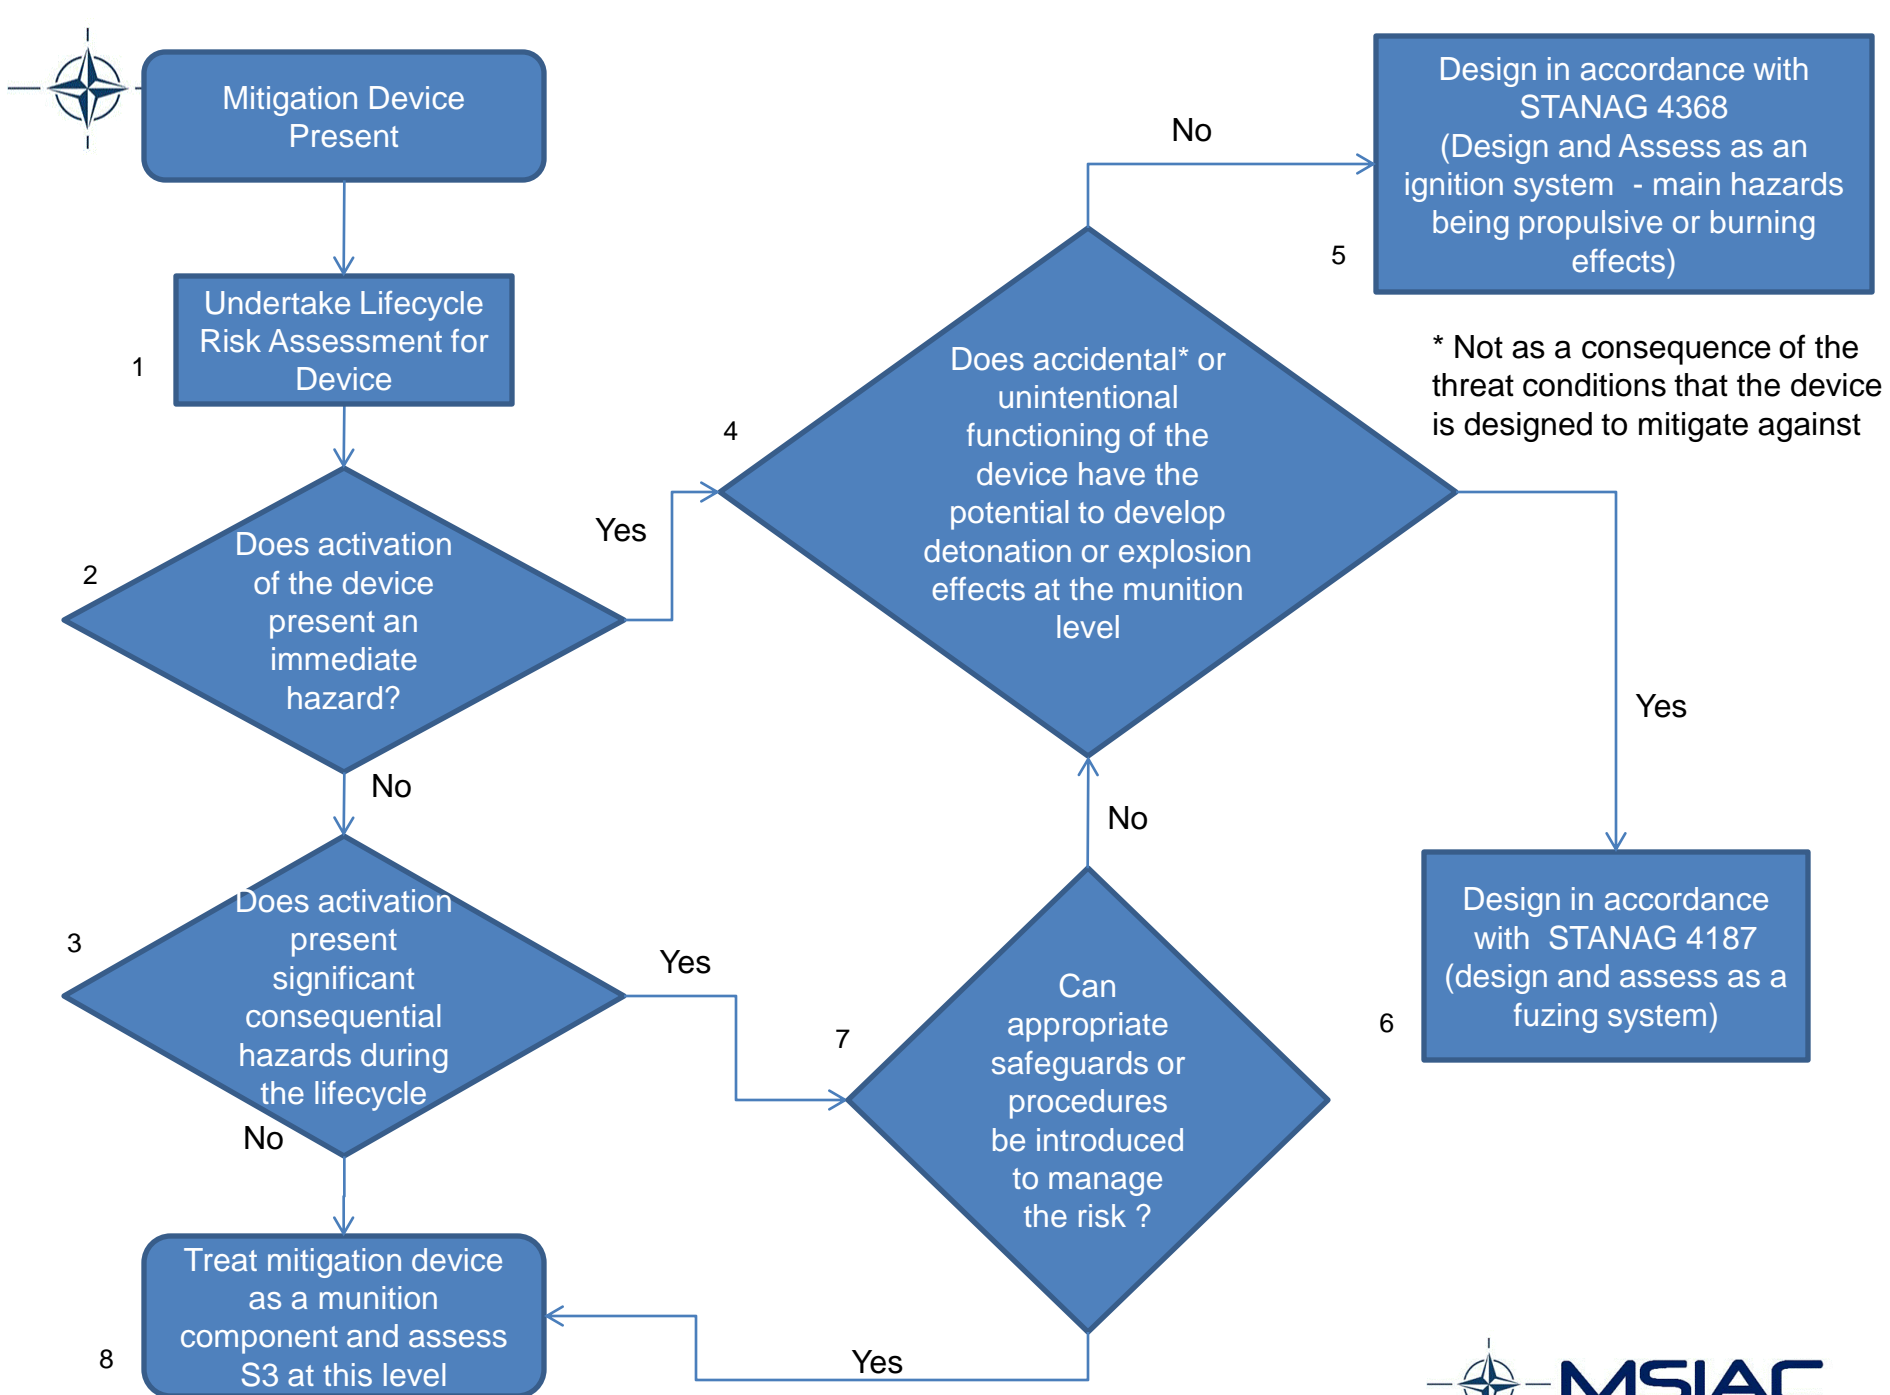 Mitigation Device
Present
1
Undertake Lifecycle
Risk Assessment for
Device
2
Does activation
of the device
present an
immediate
hazard?
Yes
No
3
Does activation
present
significant
consequential
hazards during
the lifecycle
Yes
No
4
Does accidental* or
unintentional
functioning of the
device have the
potential to develop
detonation or explosion
effects at the munition
level
No
Yes
5
Design in accordance with
STANAG 4368
(Design and Assess as an
ignition system - main hazards
being propulsive or burning
effects)
* Not as a consequence of the
threat conditions that the device
is designed to mitigate against
6
Design in accordance
with STANAG 4187
(design and assess as a
fuzing system)
7
Can
appropriate
safeguards or
procedures
be introduced
to manage
the risk ?
No
Yes
8
Treat mitigation device
as a munition
component and assess
S3 at this level
MSIAC